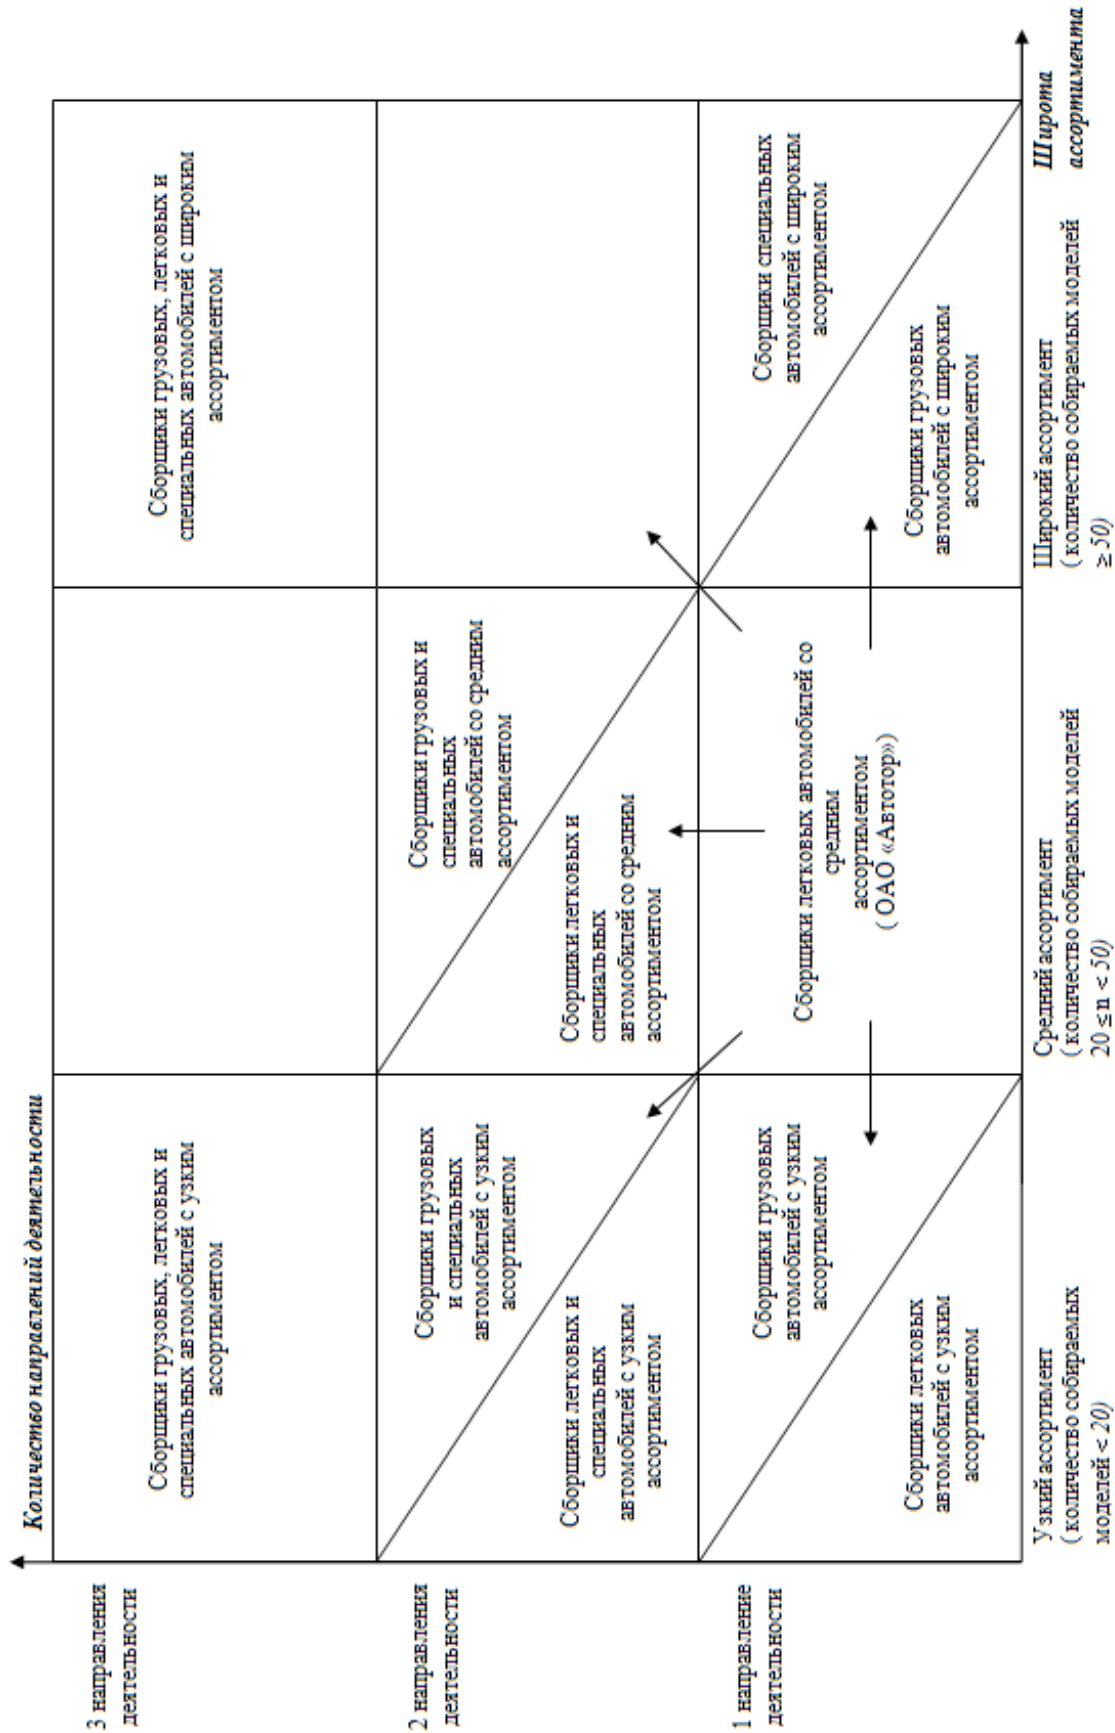 Количество направлений деятельности
3 направления
деятельности
Сборщики грузовых, легковых и
специальных автомобилей с узким
ассортиментом
Сборщики грузовых, легковых и
специальных автомобилей с широким
ассортиментом
2 направления
деятельности
Сборщики грузовых
и специальных
автомобилей с узким
ассортиментом
Сборщики легковых и
специальных
автомобилей с узким
ассортиментом
Сборщики грузовых и
специальных
автомобилей со средним
ассортиментом
Сборщики легковых и
специальных
автомобилей со средним
ассортиментом
1 направление
деятельности
Сборщики грузовых
автомобилей с узким
ассортиментом
Сборщики легковых
автомобилей с узким
ассортиментом
Сборщики легковых автомобилей со
средним
ассортиментом
( ОАО «Автотор»)
Сборщики специальных
автомобилей с широким
ассортиментом
Сборщики грузовых
автомобилей с широким
ассортиментом
Узкий ассортимент
( количество собираемых
моделей < 20)
Средний ассортимент
( количество собираемых моделей
20 ≤ n < 50)
Широкий ассортимент
( количество собираемых моделей
≥ 50)
Широта
ассортимента